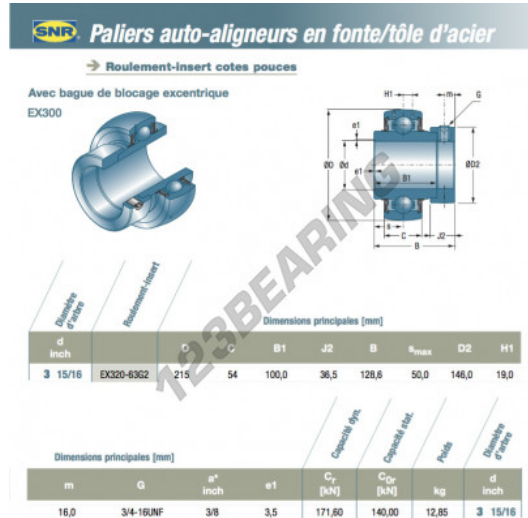 SNR
Paliers auto-aligneurs en fonte/tôle d'acier
Roulement-insert cotes pouces
Avec bague de blocage excentrique
EX300
H1
m
G
e1
ØD
Ød
e1
B1
ØD2
s
C
J2
B
123BEARING
Diamètre d'arbre
Roulement-insert
Dimensions principales [mm]
d inch
D
C
B1
J2
B
smax
D2
H1
3 15/16 EX320-63G2 215 54 100,0 36,5 128,6 50,0 146,0 19,0
Dimensions principales [mm]
Capacité dyn.
Capacité stat.
Poids
Diamètre d'arbre
m
G
a* inch
e1
Cr [kN]
C0r [kN]
kg
d inch
16,0 3/4-16UNF 3/8 3,5 171,60 140,00 12,85 3 15/16